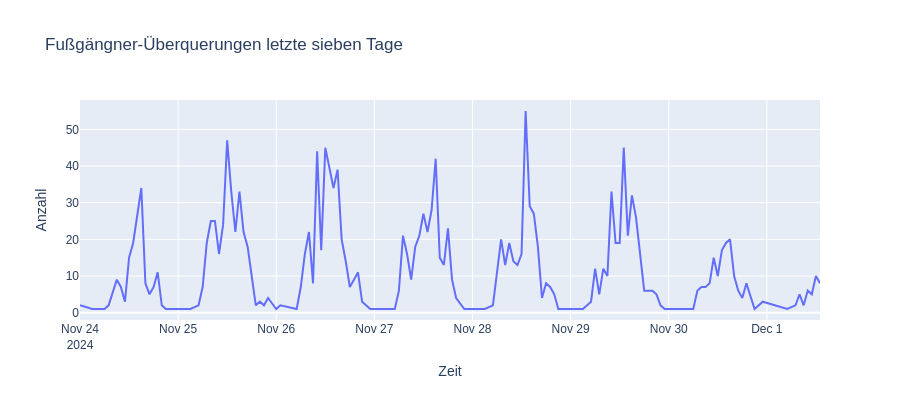 Fußgängner-Überquerungen letzte sieben Tage
Anzahl
50
40
30
20
10
0
Nov 24
2024
Nov 25
Nov 26
Nov 27
Nov 28
Nov 29
Nov 30
Dec 1
Zeit